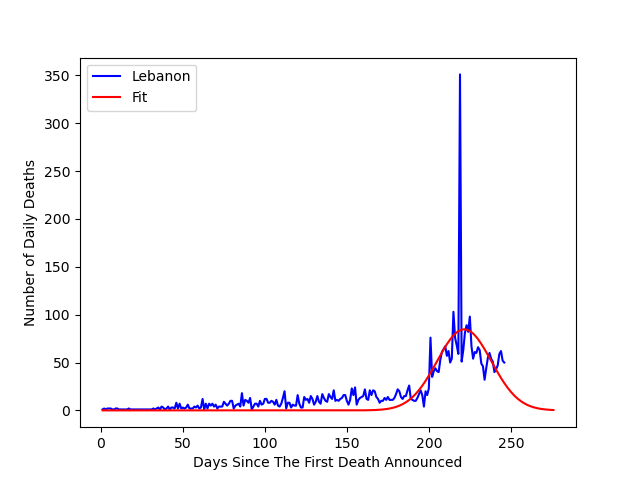 Lebanon
Fit
350
300
250
200
150
100
50
0
Number of Daily Deaths
0 50 100 150 200 250
Days Since The First Death Announced